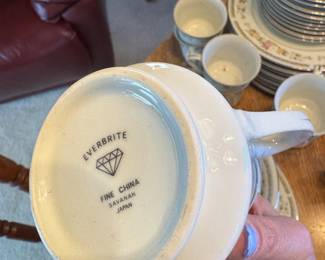 EVERBRITE
FINE CHINA
SAVANAH
JAPAN